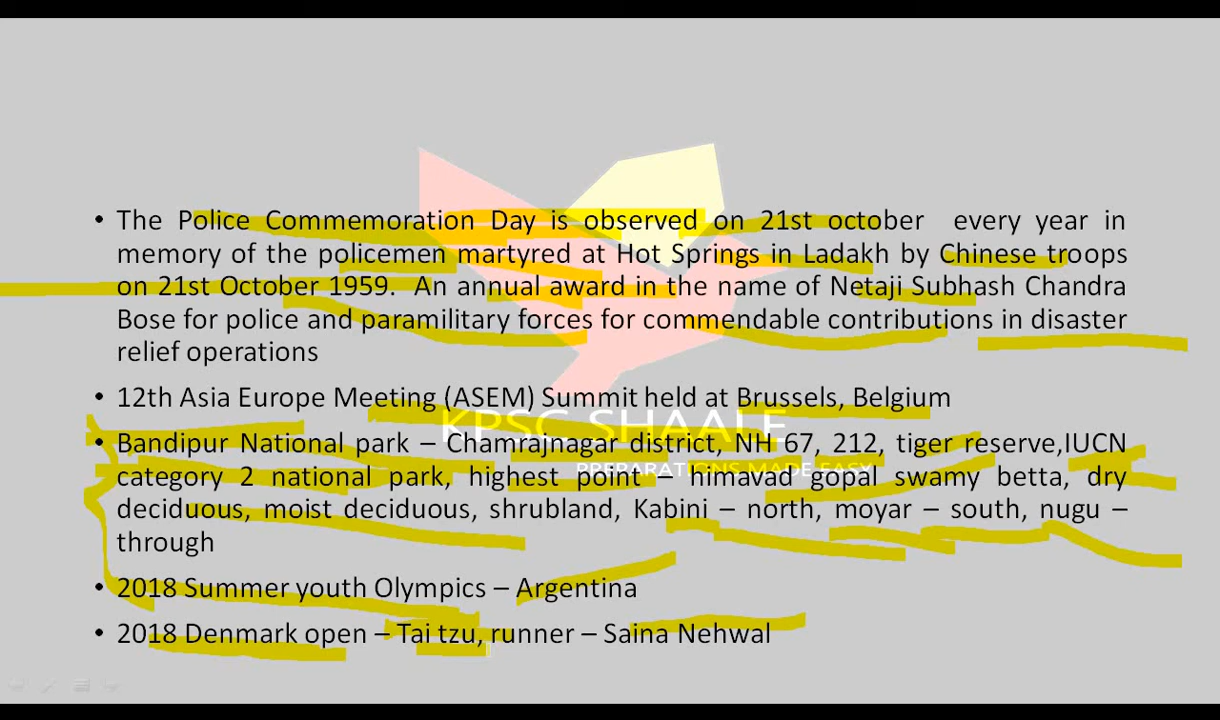 • The Police Commemoration Day is observed on 21st october every year in
memory of the policemen martyred at Hot Springs in Ladakh by Chinese troops
on 21st October 1959. An annual award in the name of Netaji Subhash Chandra
Bose for police and paramilitary forces for commendable contributions in disaster
relief operations
• 12th Asia Europe Meeting (ASEM) Summit held at Brussels, Belgium
KPSC SHAALE
• Bandipur National park – Chamrajnagar district, NH 67, 212, tiger reserve,IUCN
PREPARATIONS MADE EASY
category 2 national park, highest point – himavad gopal swamy betta, dry
deciduous, moist deciduous, shrubland, Kabini – north, moyar – south, nugu –
through
• 2018 Summer youth Olympics – Argentina
• 2018 Denmark open – Tai tzu, runner – Saina Nehwal